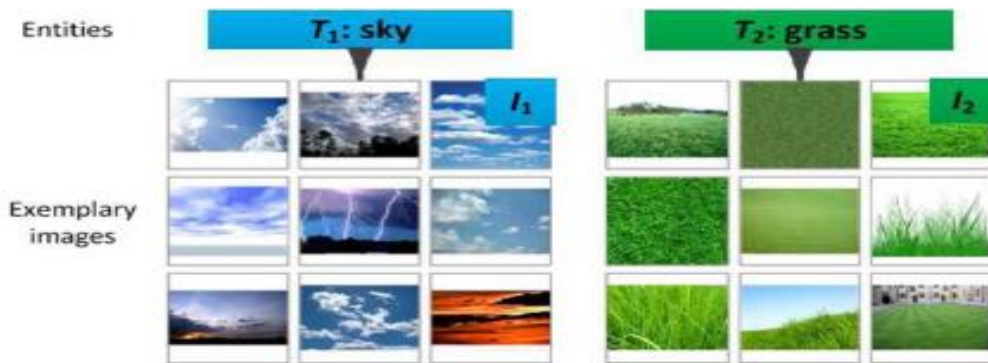 Entities
T₁: sky
T₂: grass
I₁
I₂
Exemplary
images